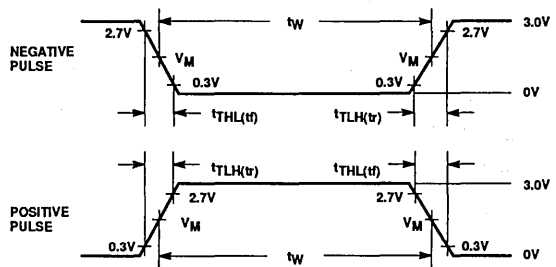 tW
3.0V
2.7V
2.7V
NEGATIVE
PULSE
VM
VM
0.3V
0.3V
0V
tTHL(tf)
tTLH(tr)
tTLH(tr)
tTHL(tf)
3.0V
2.7V
2.7V
POSITIVE
PULSE
VM
VM
0.3V
0.3V
0V
tW